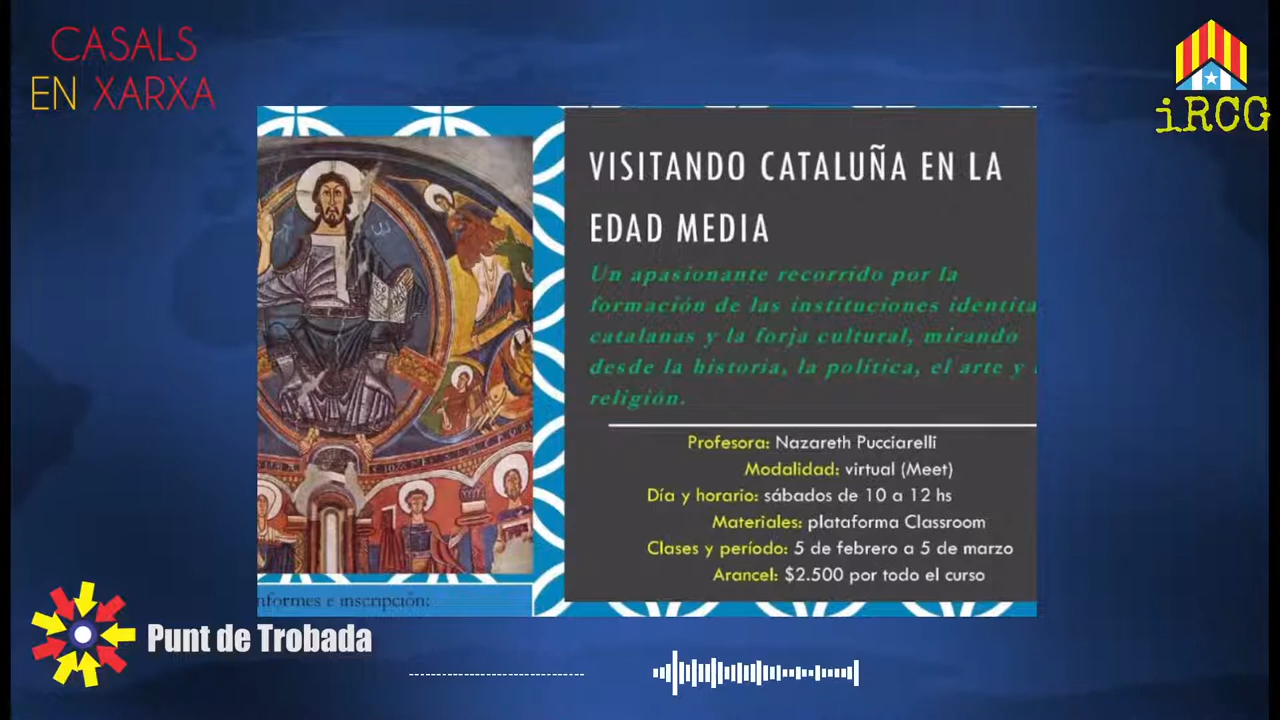 CASALS
EN XARXA
iRCG
VISITANDO CATALUÑA EN LA
EDAD MEDIA
Un apasionante recorrido por la
formación de las instituciones identita
catalanas y la forja cultural, mirando
desde la historia, la política, el arte y
religión.
Profesora: Nazareth Pucciarelli
Modalidad: virtual (Meet)
Día y horario: sábados de 10 a 12 hs
Materiales: plataforma Classroom
Clases y período: 5 de febrero a 5 de marzo
Arancel: $2.500 por todo el curso
nformes e inscripción:
Punt de Trobada